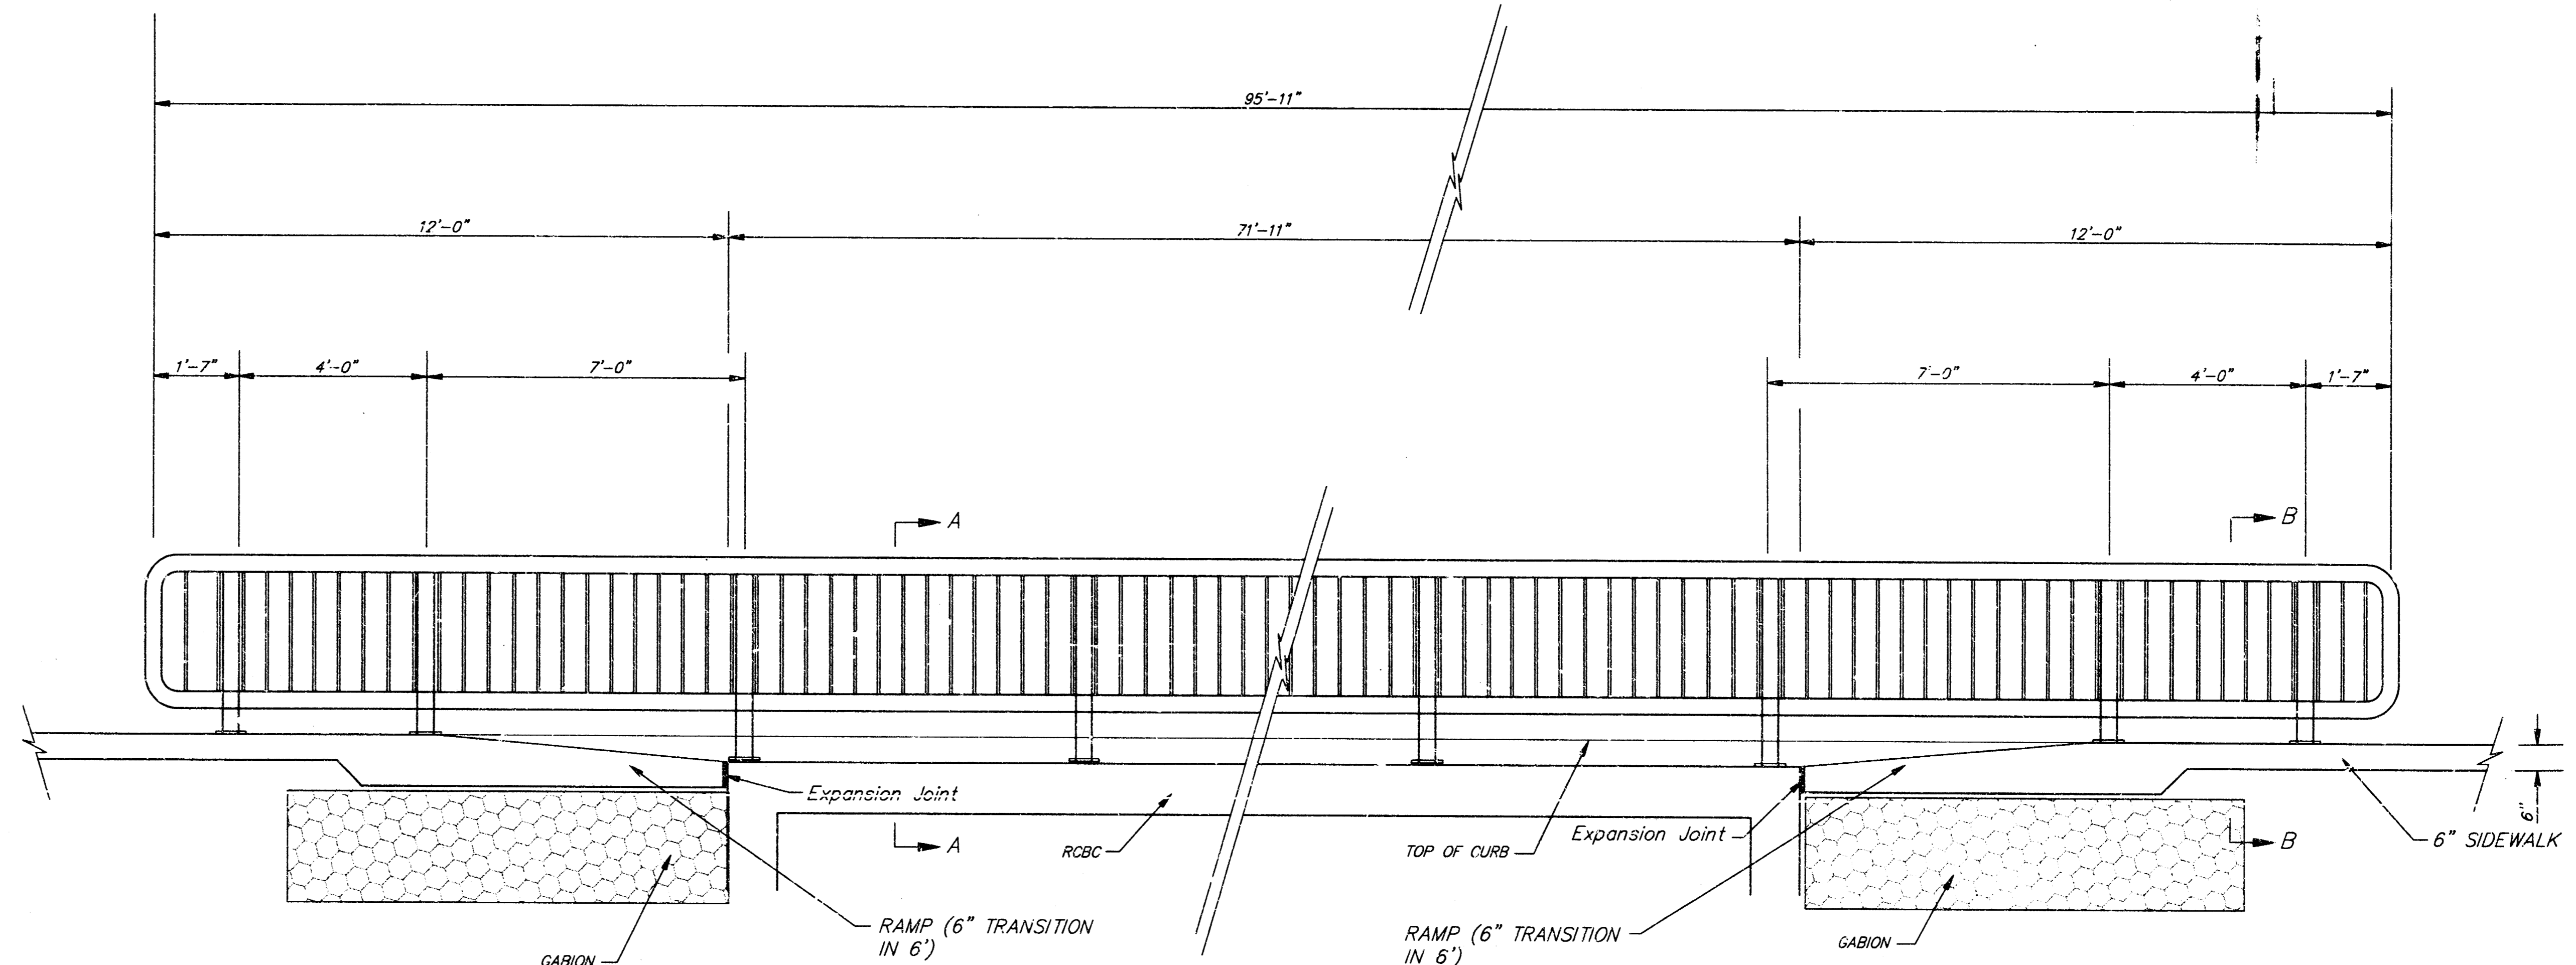 95'-11"
12'-0"
71'-11"
12'-0"
1'-7"
4'-0"
7'-0"
7'-0"
4'-0"
1'-7"
A
B
Expansion Joint
A
RCBC
TOP OF CURB
Expansion Joint
B
6" SIDEWALK
6"
GABION
RAMP (6" TRANSITION
IN 6')
RAMP (6" TRANSITION
IN 6')
GABION